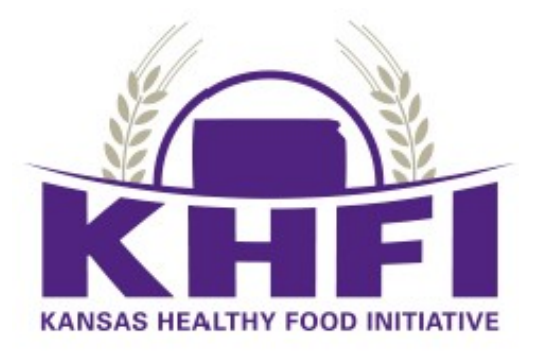 KHFI
KANSAS HEALTHY FOOD INITIATIVE